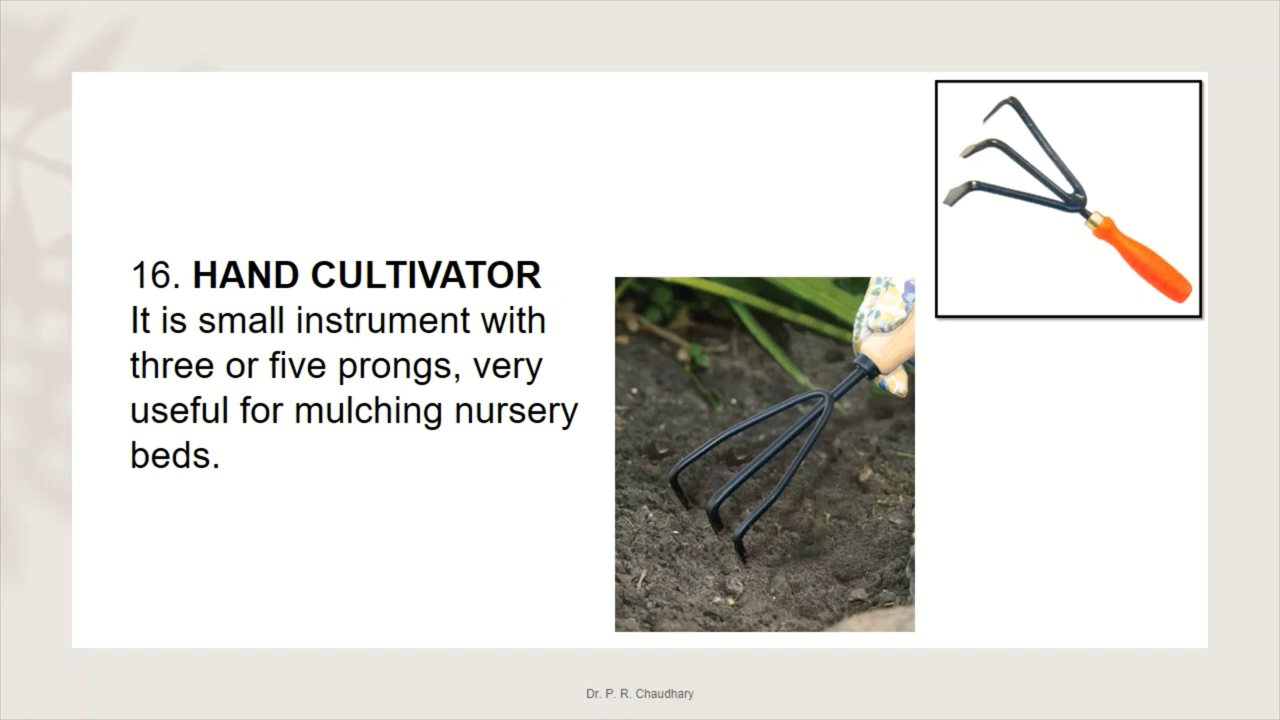 16. HAND CULTIVATOR
It is small instrument with
three or five prongs, very
useful for mulching nursery
beds.
Dr. P. R. Chaudhary